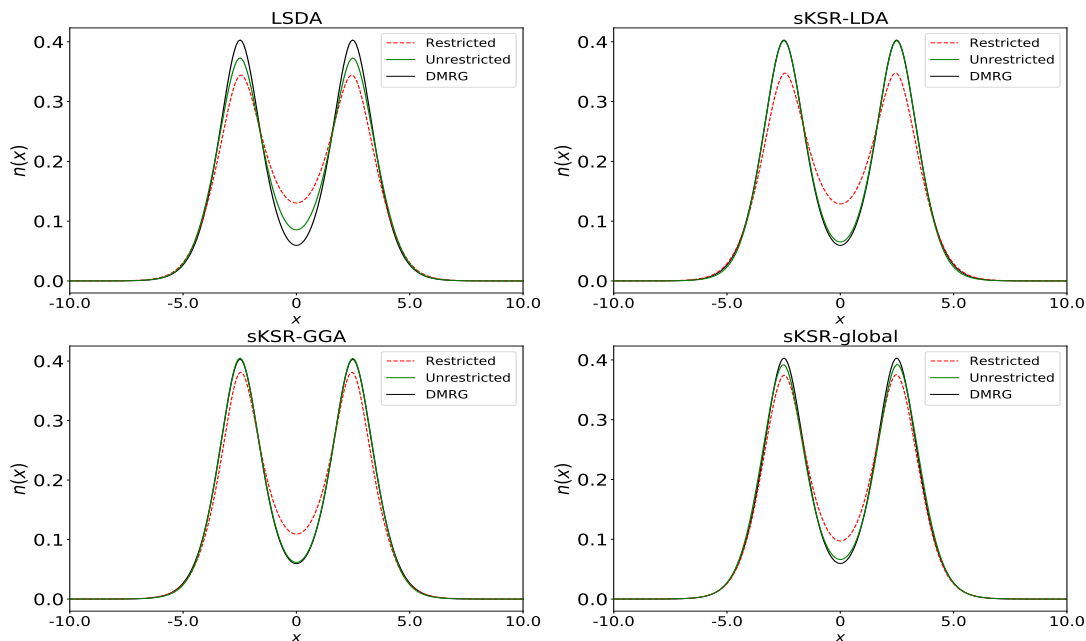 LSDA
0.4
0.3
0.2
0.1
0.0
n(x)
Restricted
Unrestricted
DMRG
-10.0 -5.0 0 5.0 10.0
x
sKSR-LDA
0.4
0.3
0.2
0.1
0.0
n(x)
Restricted
Unrestricted
DMRG
-10.0 -5.0 0 5.0 10.0
x
sKSR-GGA
0.4
0.3
0.2
0.1
0.0
n(x)
Restricted
Unrestricted
DMRG
-10.0 -5.0 0 5.0 10.0
x
sKSR-global
0.4
0.3
0.2
0.1
0.0
n(x)
Restricted
Unrestricted
DMRG
-10.0 -5.0 0 5.0 10.0
x